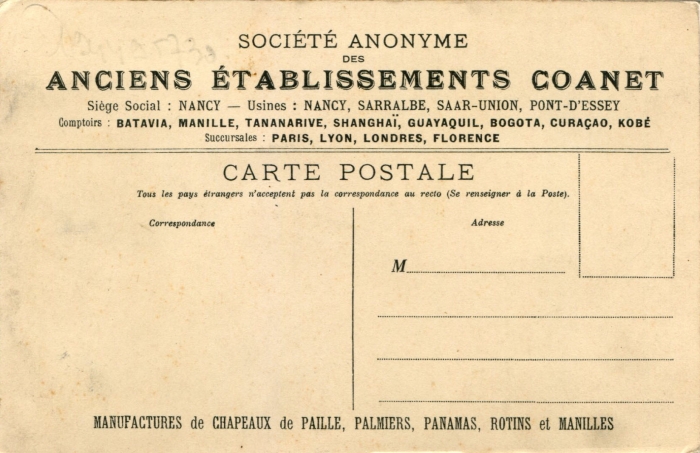 SOCIÉTÉ ANONYME
DES
ANCIENS ÉTABLISSEMENTS COANET
Siège Social : NANCY — Usines : NANCY, SARRALBE, SAAR-UNION, PONT-D'ESSEY
Comptoirs : BATAVIA, MANILLE, TANANARIVE, SHANGHAÏ, GUAYAQUIL, BOGOTA, CURAÇAO, KOBÉ
Succursales : PARIS, LYON, LONDRES, FLORENCE
CARTE POSTALE
Tous les pays étrangers n'acceptent pas la correspondance au recto (Se renseigner à la Poste).
Correspondance
Adresse
M
MANUFACTURES de CHAPEAUX de PAILLE, PALMIERS, PANAMAS, ROTINS et MANILLES